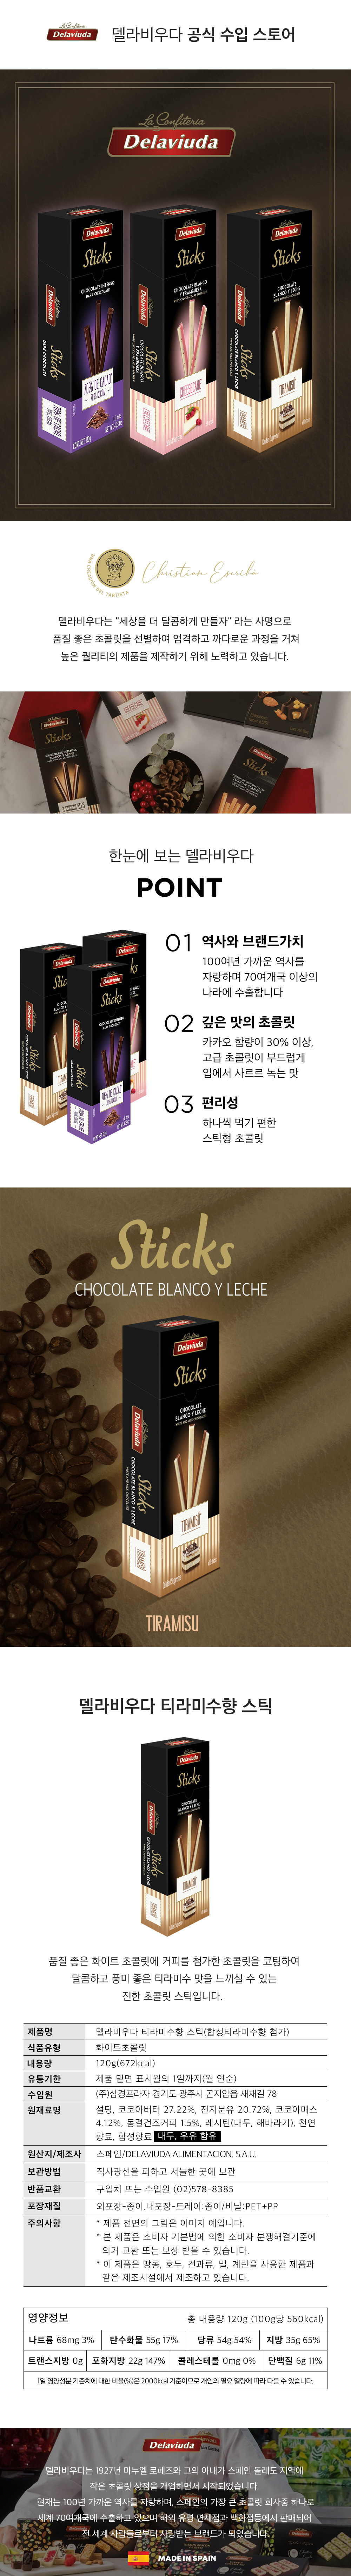 La Confitería
Delaviuda
델라비우다 공식 수입 스토어
La Confitería
Delaviuda
Delaviuda
Sticks
CHOCOLATE INTENSO
DARK CHOCOLATE
70% DE CACAO
Delaviuda
Sticks
CHOCOLATE BLANCO
Y FRAMBUESA
CHEESECAKE
Delaviuda
Sticks
CHOCOLATE
BLANCO Y LECHE
TIRAMISÚ
UNA CREACIÓN DEL TARTISTA
Christian Escribà
델라비우다는 "세상을 더 달콤하게 만들자" 라는 사명으로
품질 좋은 초콜릿을 선별하여 엄격하고 까다로운 과정을 거쳐
높은 퀄리티의 제품을 제작하기 위해 노력하고 있습니다.
한눈에 보는 델라비우다
POINT
01 역사와 브랜드가치
100여년 가까운 역사를
자랑하며 70여개국 이상의
나라에 수출합니다
02 깊은 맛의 초콜릿
카카오 함량이 30% 이상,
고급 초콜릿이 부드럽게
입에서 사르르 녹는 맛
03 편리성
하나씩 먹기 편한
스틱형 초콜릿
Sticks
CHOCOLATE BLANCO Y LECHE
La Confitería
Delaviuda
Sticks
CHOCOLATE
BLANCO Y LECHE
WHITE AND MILK CHOCOLATE
Delaviuda
Sticks
CHOCOLATE BLANCO Y LECHE
TIRAMISÚ
TIRAMISU
델라비우다 티라미수향 스틱
Delaviuda
Sticks
CHOCOLATE
BLANCO Y LECHE
TIRAMISÚ
품질 좋은 화이트 초콜릿에 커피를 첨가한 초콜릿을 코팅하여
달콤하고 풍미 좋은 티라미수 맛을 느끼실 수 있는
진한 초콜릿 스틱입니다.
제품명 델라비우다 티라미수향 스틱(합성티라미수향 첨가)
식품유형 화이트초콜릿
내용량 120g(672kcal)
유통기한 제품 밑면 표시월의 1일까지(월 연순)
수입원 (주)삼경프라자 경기도 광주시 곤지암읍 새재길 78
원재료명 설탕, 코코아버터 27.22%, 전지분유 20.72%, 코코아매스
4.12%, 동결건조커피 1.5%, 레시틴(대두, 해바라기), 천연
향료, 합성향료 대두, 우유 함유
원산지/제조사 스페인/DELAVIUDA ALIMENTACION. S.A.U.
보관방법 직사광선을 피하고 서늘한 곳에 보관
반품교환 구입처 또는 수입원 (02)578-8385
포장재질 외포장-종이,내포장-트레이:종이/비닐:PET+PP
주의사항 * 제품 전면의 그림은 이미지 예입니다.
* 본 제품은 소비자 기본법에 의한 소비자 분쟁해결기준에
의거 교환 또는 보상 받을 수 있습니다.
* 이 제품은 땅콩, 호두, 견과류, 밀, 계란을 사용한 제품과
같은 제조시설에서 제조하고 있습니다.
영양정보 총 내용량 120g (100g당 560kcal)
나트륨 68mg 3% 탄수화물 55g 17% 당류 54g 54% 지방 35g 65%
트랜스지방 0g 포화지방 22g 147% 콜레스테롤 0mg 0% 단백질 6g 11%
1일 영양성분 기준치에 대한 비율(%)은 2000kcal 기준이므로 개인의 필요 열량에 따라 다를 수 있습니다.
Delaviuda
델라비우다는 1927년 마누엘 로페즈와 그의 아내가 스페인 톨레도 지역에
작은 초콜릿 상점을 개업하면서 시작되었습니다.
현재는 100년 가까운 역사를 자랑하며, 스페인의 가장 큰 초콜릿 회사중 하나로
세계 70여개국에 수출하고 있으며 해외 유명 면세점과 백화점등에서 판매되어
전 세계 사람들로부터 사랑받는 브랜드가 되었습니다.
MADE IN SPAIN